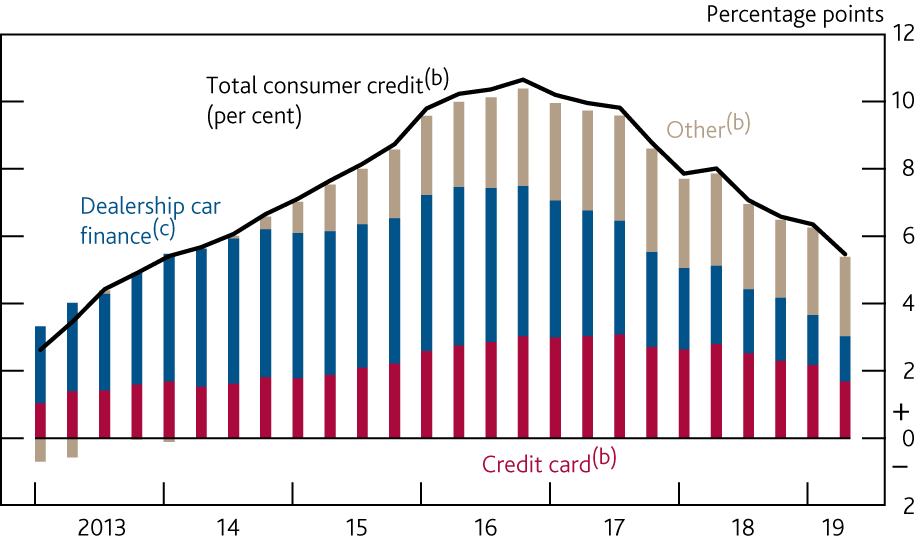 Percentage points
12
Total consumer credit(b)
(per cent)
10
Other(b)
8
Dealership car
finance(c)
6
4
2
+
0
Credit card(b)
–
2
2013 14 15 16 17 18 19